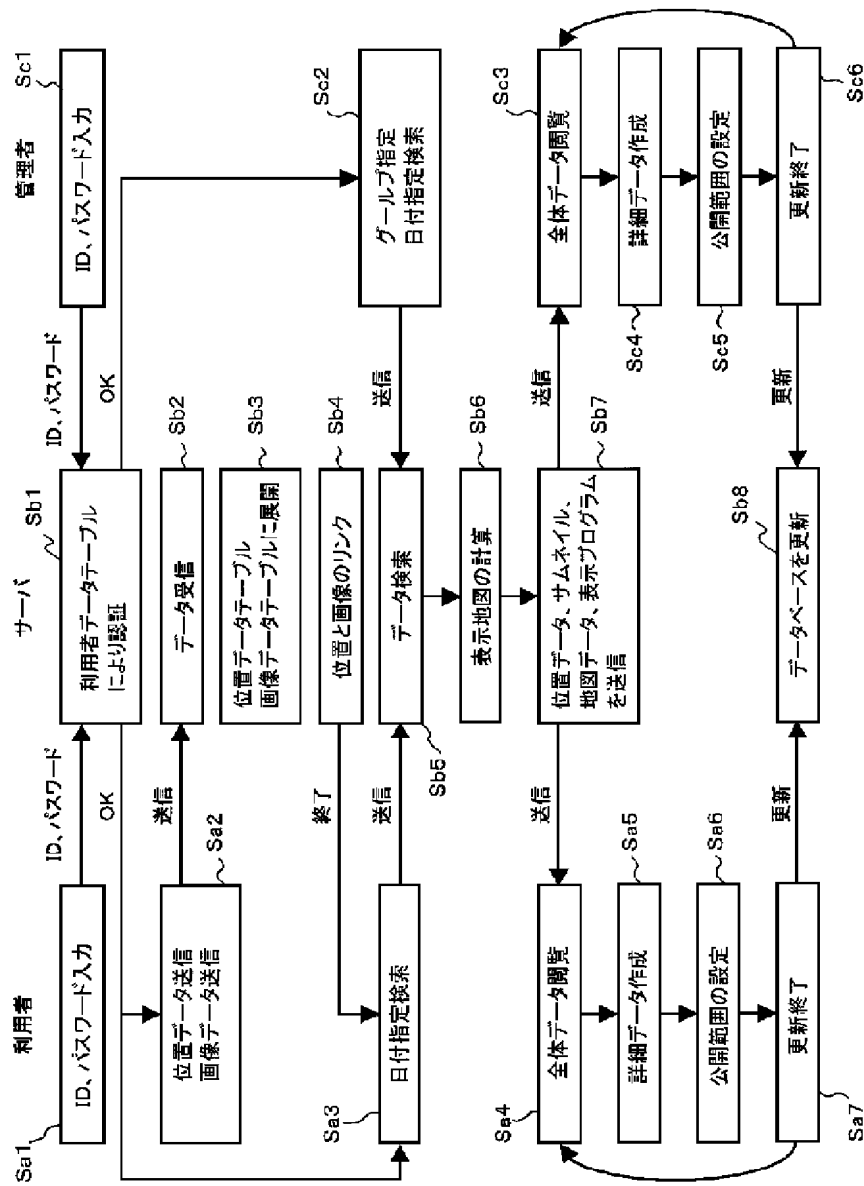 利用者
サーバ
管理者
Sa1
ID、パスワード入力
ID、パスワード
OK
Sb1
利用者データテーブル
により認証
ID、パスワード
OK
Sc1
ID、パスワード入力
位置データ送信
画像データ送信
Sa2
送信
データ受信
Sb2
位置データテーブル
画像データテーブルに展開
Sb3
位置と画像のリンク
Sb4
終了
Sa3
日付指定検索
送信
データ検索
Sb5
送信
グールプ指定
日付指定検索
Sc2
表示地図の計算
Sb6
位置データ、サムネイル、
地図データ、表示プログラム
を送信
Sb7
送信
送信
Sa4
全体データ閲覧
詳細データ作成
Sa5
公開範囲の設定
Sa6
更新終了
Sa7
更新
データベースを更新
Sb8
更新
全体データ閲覧
Sc3
詳細データ作成
Sc4
公開範囲の設定
Sc5
更新終了
Sc6